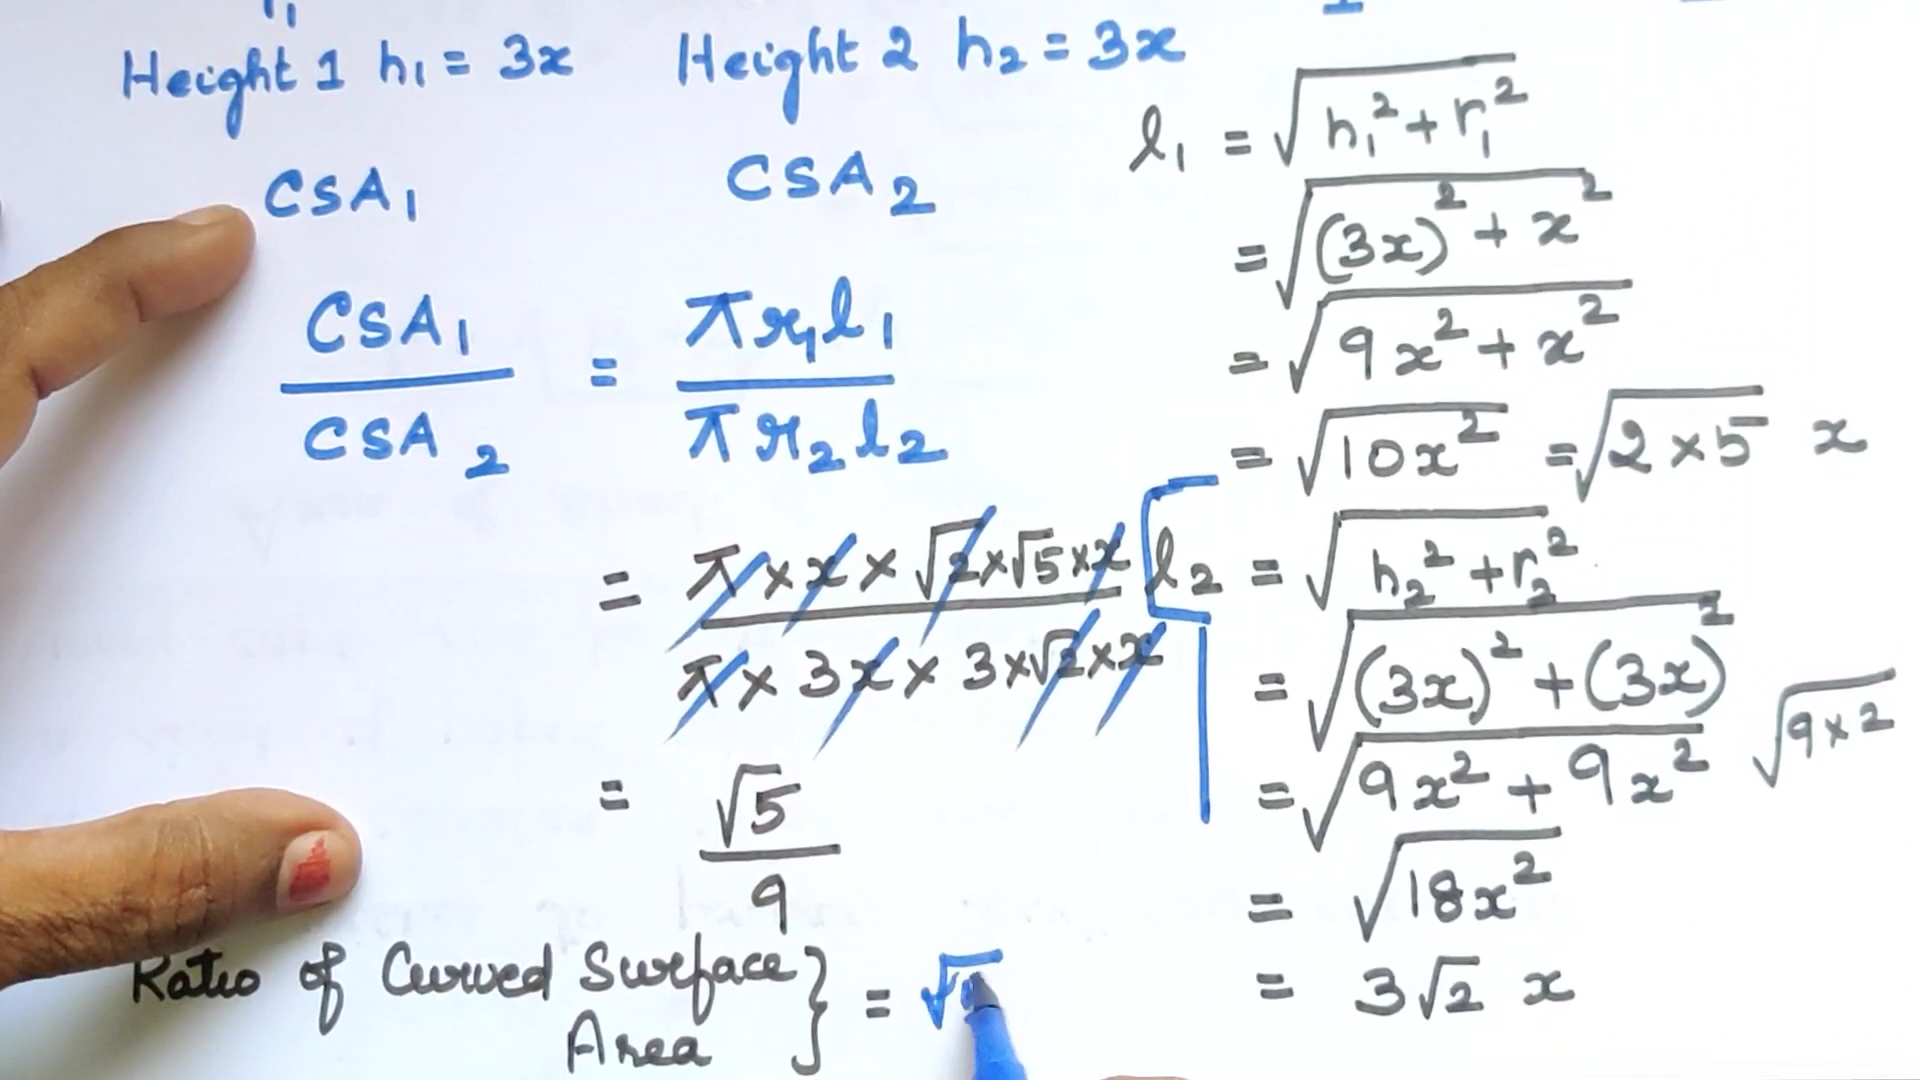 Height 1 h₁ = 3x
Height 2 h₂ = 3x
CSA₁
CSA₂
CSA₁ / CSA₂ = πr₁l₁ / πr₂l₂
= π × x × √2 × √5 × x / π × 3x × 3 × √2 × x
= √5 / 9
Ratio of Curved Surface
Area } = √
l₁ = √(h₁² + r₁²)
= √((3x)² + x²)
= √(9x² + x²)
= √(10x²) = √(2 × 5) x
l₂ = √(h₂² + r₂²)
= √((3x)² + (3x)²)
= √(9x² + 9x²)
√(9 × 2)
= √(18x²)
= 3√2 x